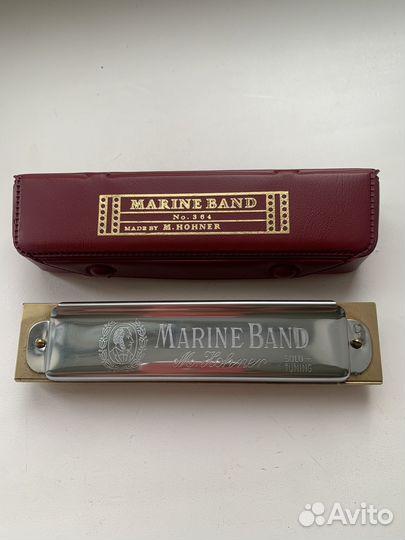 MARINE BAND
No. 364
MADE BY M. HOHNER
MARINE BAND
M. Hohner
SOLO-
TUNING
Avito